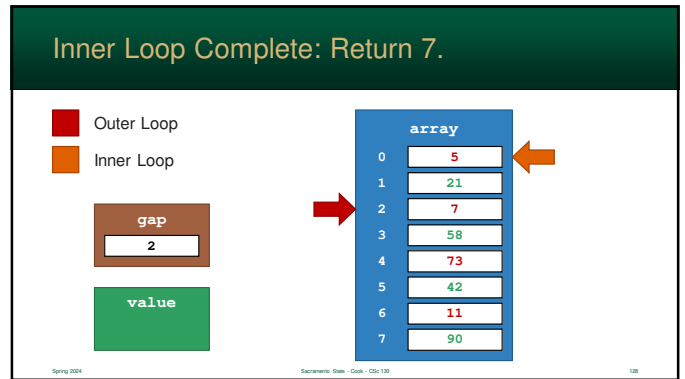 Inner Loop Complete: Return 7.
Outer Loop
Inner Loop
gap
2
value
array
0 5
1 21
2 7
3 58
4 73
5 42
6 11
7 90
Spring 2024
Sacramento State - Cook - CSc 130
128